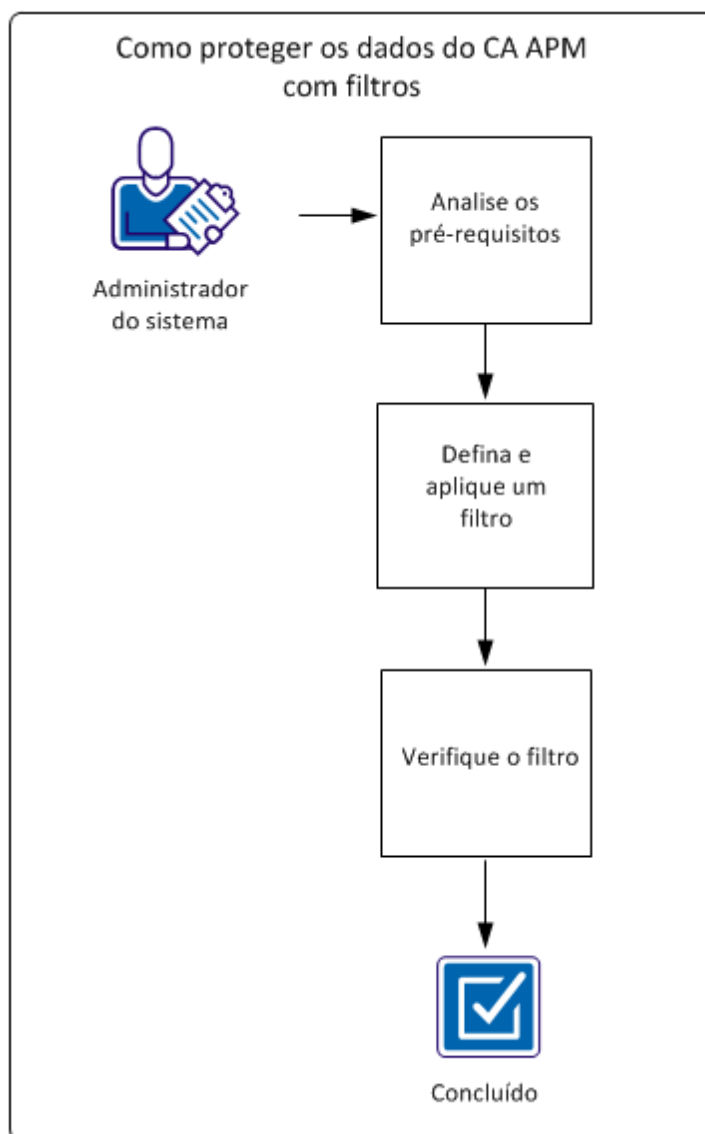 Como proteger os dados do CA APM
com filtros
Administrador
do sistema
Analise os
pré-requisitos
Defina e
aplique um
filtro
Verifique o filtro
Concluído